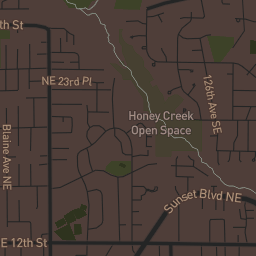 th St
NE 23rd Pl
126th Ave SE
Honey Creek
Open Space
Blaine Ave NE
Sunset Blvd NE
E 12th St